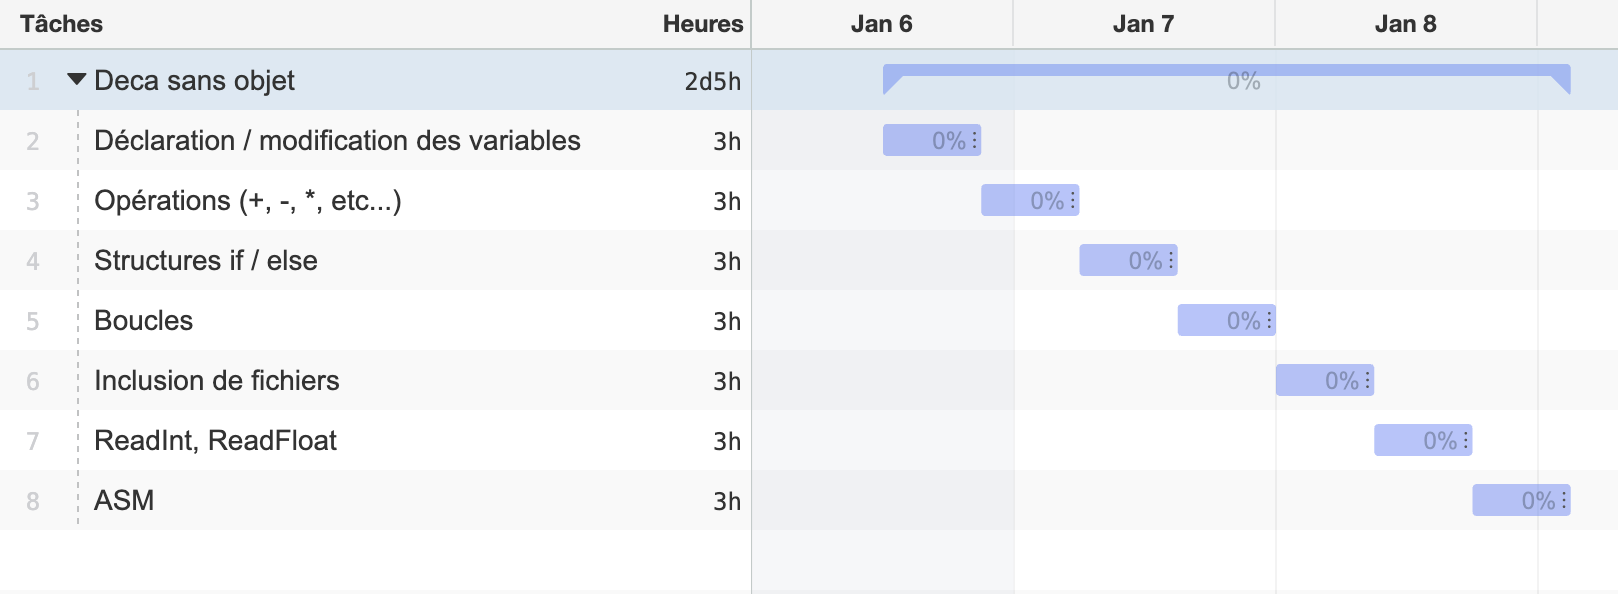 Tâches Heures Jan 6 Jan 7 Jan 8
1 Deca sans objet 2d5h 0%
2 Déclaration / modification des variables 3h 0%
3 Opérations (+, -, *, etc...) 3h 0%
4 Structures if / else 3h 0%
5 Boucles 3h 0%
6 Inclusion de fichiers 3h 0%
7 ReadInt, ReadFloat 3h 0%
8 ASM 3h 0%